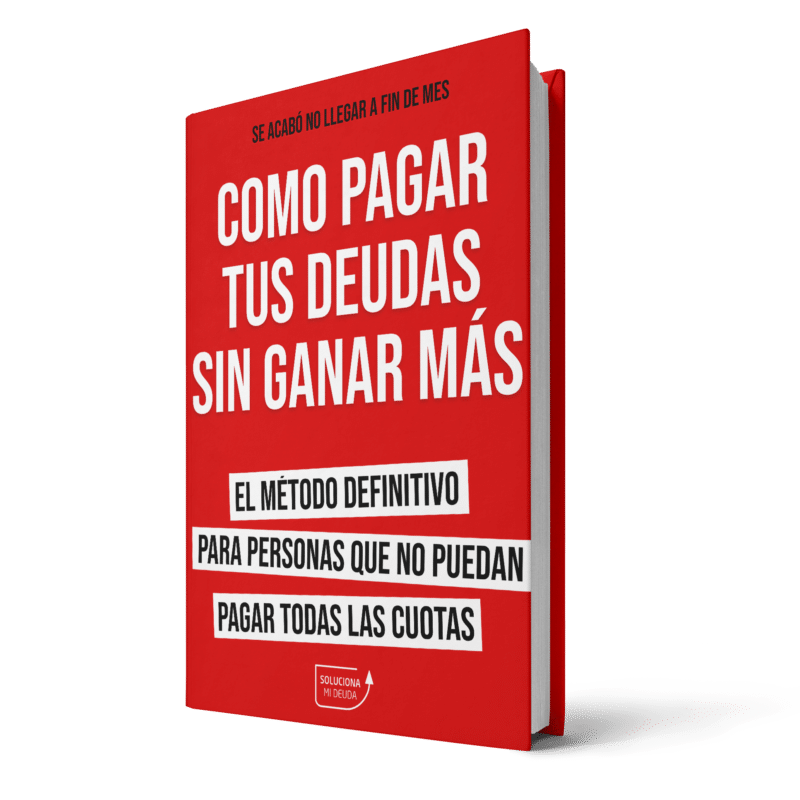 SE ACABÓ NO LLEGAR A FIN DE MES
COMO PAGAR
TUS DEUDAS
SIN GANAR MÁS
EL MÉTODO DEFINITIVO
PARA PERSONAS QUE NO PUEDAN
PAGAR TODAS LAS CUOTAS
SOLUCIONA
MI DEUDA